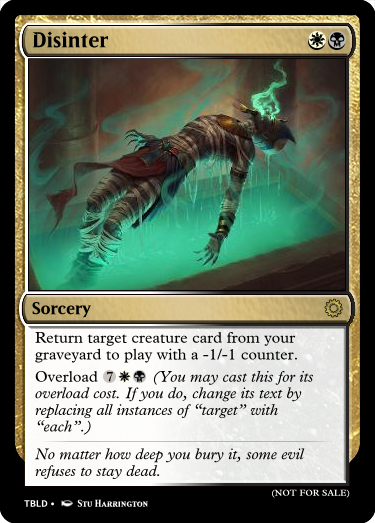 Disinter
Sorcery
Return target creature card from your
graveyard to play with a -1/-1 counter.
Overload 7 (You may cast this for its
overload cost. If you do, change its text by
replacing all instances of “target” with
“each”.)
No matter how deep you bury it, some evil
refuses to stay dead.
(NOT FOR SALE)
TBLD • Stu Harrington